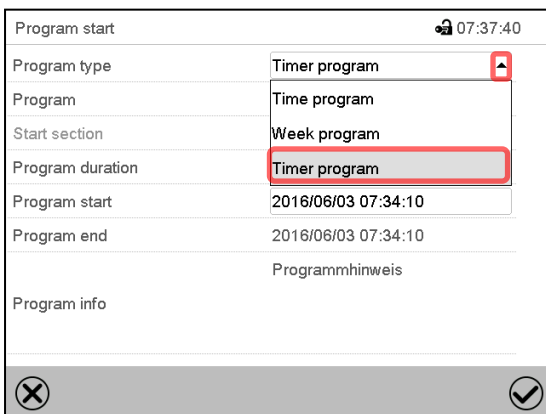 Program start 07:37:40
Program type Timer program
Program Time program
Start section Week program
Program duration Timer program
Program start 2016/06/03 07:34:10
Program end 2016/06/03 07:34:10
Programmhinweis
Program info